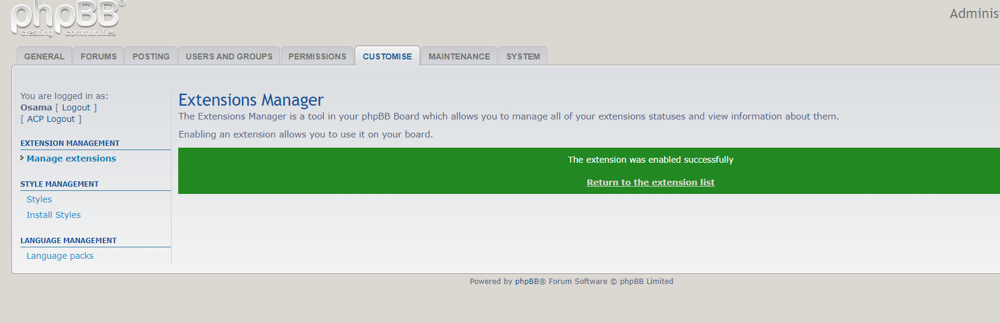 phpBB®
creating communities
GENERAL FORUMS POSTING USERS AND GROUPS PERMISSIONS CUSTOMISE MAINTENANCE SYSTEM
You are logged in as:
Osama [ Logout ]
[ ACP Logout ]
EXTENSION MANAGEMENT
Manage extensions
STYLE MANAGEMENT
Styles
Install Styles
LANGUAGE MANAGEMENT
Language packs
Extensions Manager
The Extensions Manager is a tool in your phpBB Board which allows you to manage all of your extensions statuses and view information about them.
Enabling an extension allows you to use it on your board.
The extension was enabled successfully
Return to the extension list
Powered by phpBB® Forum Software © phpBB Limited